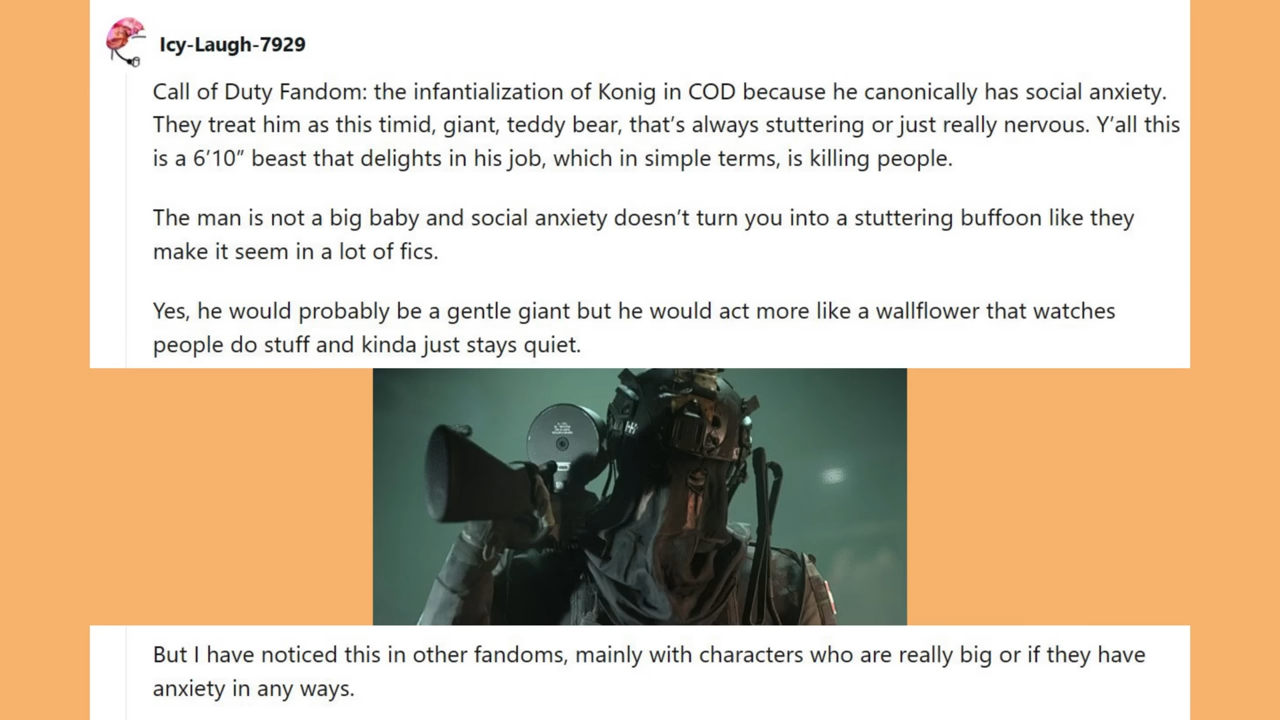 Icy-Laugh-7929
Call of Duty Fandom: the infantialization of Konig in COD because he canonically has social anxiety.
They treat him as this timid, giant, teddy bear, that’s always stuttering or just really nervous. Y’all this
is a 6’10” beast that delights in his job, which in simple terms, is killing people.
The man is not a big baby and social anxiety doesn’t turn you into a stuttering buffoon like they
make it seem in a lot of fics.
Yes, he would probably be a gentle giant but he would act more like a wallflower that watches
people do stuff and kinda just stays quiet.
But I have noticed this in other fandoms, mainly with characters who are really big or if they have
anxiety in any ways.